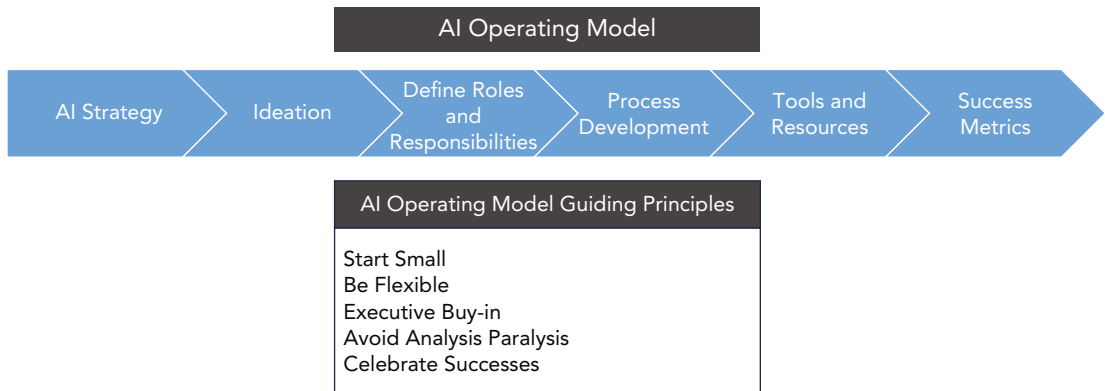 AI Operating Model
AI Strategy
Ideation
Define Roles
and
Responsibilities
Process
Development
Tools and
Resources
Success
Metrics
AI Operating Model Guiding Principles
Start Small
Be Flexible
Executive Buy-in
Avoid Analysis Paralysis
Celebrate Successes